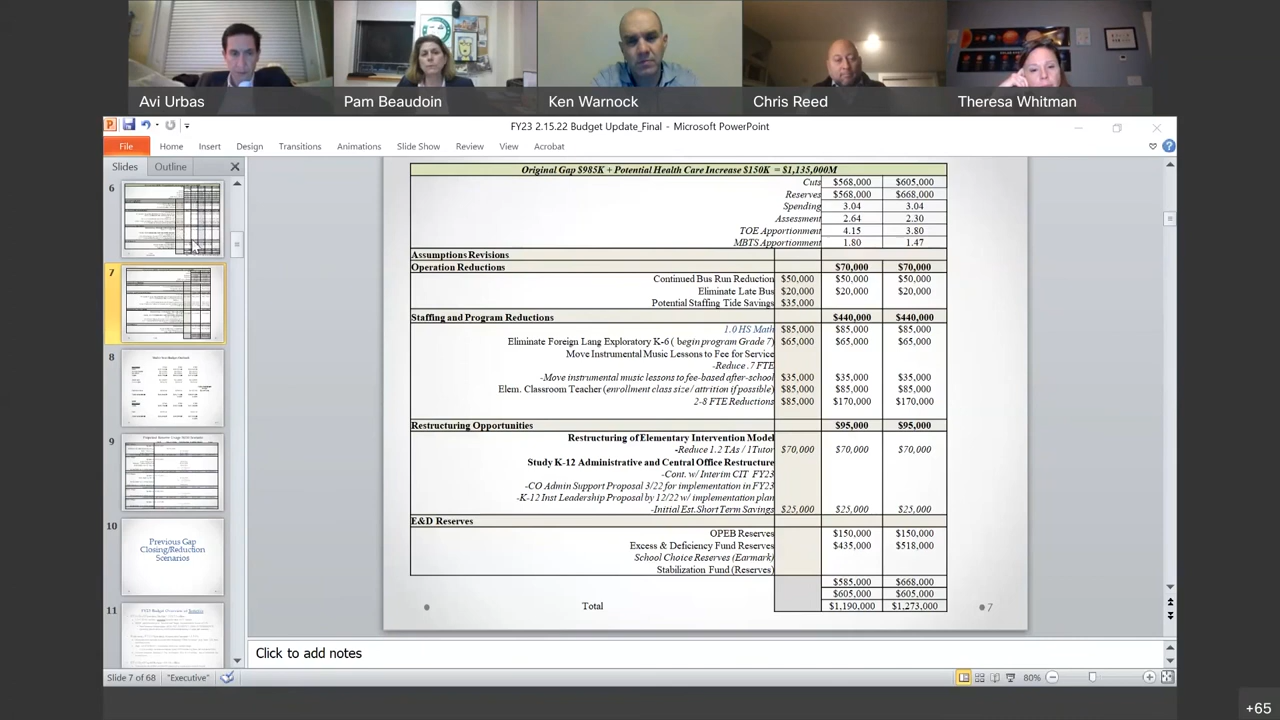 Avi Urbas
Pam Beaudoin
Ken Warnock
Chris Reed
Theresa Whitman
FY23 2.15.22 Budget Update_Final - Microsoft PowerPoint
File Home Insert Design Transitions Animations Slide Show Review View Acrobat
Slides Outline
6
7
8
9
10
Previous Gap
Closing/Reduction
Scenarios
11
Original Gap $985K + Potential Health Care Increase $150K = $1,135,000M
Cuts $568,000 $605,000
Reserves $568,000 $668,000
Spending 3.04 3.04
Assessment 2.64 2.30
TOE Apportionment 4.15 3.80
MBTS Apportionment 1.80 1.47
Assumptions Revisions
Operation Reductions $70,000 $70,000
Continued Bus Run Reduction $50,000 $50,000 $50,000
Eliminate Late Bus $20,000 $20,000 $20,000
Potential Staffing Tide Savings $35,000
Staffing and Program Reductions $440,000 $440,000
1.0 HS Math $85,000 $85,000 $85,000
Eliminate Foreign Lang Exploratory K-6 ( begin program Grade 7) $65,000 $65,000 $65,000
Move Instrumental Music Lessons to Fee for Service
-Reduce .7 FTE
-Move instrumental music lessons to fee-based after-school $35,000 $35,000 $35,000
Elem. Classroom Teacher (enrollment class size / attrition if possible) $85,000 $85,000 $85,000
2-8 FTE Reductions $85,000 $170,000 $170,000
Restructuring Opportunities $95,000 $95,000
Restructuring of Elementary Intervention Mode
-Reduce 1.2 TAs / 1Tutor $70,000 $70,000 $70,000
Study K-12 Administrative and Central Office Restructure
-Cont. w/ Interim CIT FY23
-CO Admin Support Proposal 3/22 for implementation in FY23
-K-12 Inst Leadership Proposal by 12/22 w/ implementation plan
-Initial Est.Short Term Savings $25,000 $25,000 $25,000
E&D Reserves
OPEB Reserves $150,000 $150,000
Excess & Deficiency Fund Reserves $435,000 $518,000
School Choice Reserves (Earmark)
Stabilization Fund (Reserves)
$585,000 $668,000
$605,000 $605,000
Total $1,190,000 $1,273,000
7
Click to add notes
Slide 7 of 68 "Executive" 80%
+65